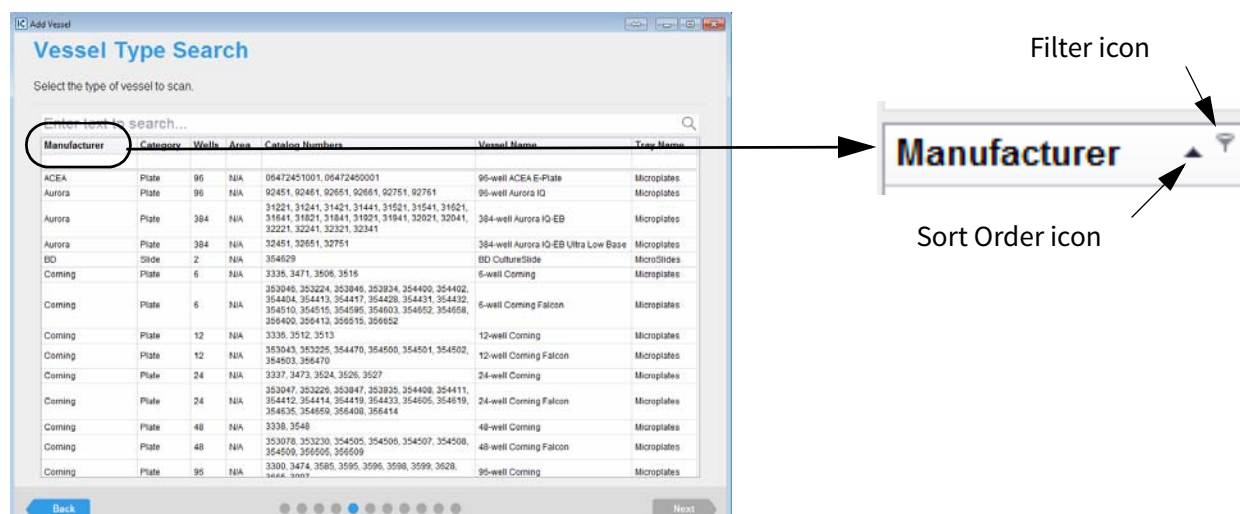 IC Add Vessel
Vessel Type Search
Select the type of vessel to scan.
Enter text to search...
Manufacturer Category Wells Area Catalog Numbers Vessel Name Tray Name
ACEA Plate 96 N/A 06472451001, 06472460001 96-well ACEA E-Plate Microplates
Aurora Plate 96 N/A 92451, 92461, 92651, 92661, 92751, 92761 96-well Aurora IQ Microplates
Aurora Plate 384 N/A 31221, 31241, 31421, 31441, 31521, 31541, 31621,
31641, 31821, 31841, 31921, 31941, 32021, 32041,
32221, 32241, 32321, 32341 384-well Aurora IQ-EB Microplates
Aurora Plate 384 N/A 32451, 32651, 32751 384-well Aurora IQ-EB Ultra Low Base Microplates
BD Slide 2 N/A 354629 BD CultureSlide MicroSlides
Corning Plate 6 N/A 3335, 3471, 3506, 3516 6-well Corning Microplates
Corning Plate 6 N/A 353046, 353224, 353846, 353934, 354400, 354402,
354404, 354413, 354417, 354428, 354431, 354432,
354510, 354515, 354595, 354603, 354652, 354658,
356400, 356413, 356515, 356652 6-well Corning Falcon Microplates
Corning Plate 12 N/A 3336, 3512, 3513 12-well Corning Microplates
Corning Plate 12 N/A 353043, 353225, 354470, 354500, 354501, 354502,
354503, 356470 12-well Corning Falcon Microplates
Corning Plate 24 N/A 3337, 3473, 3524, 3526, 3527 24-well Corning Microplates
Corning Plate 24 N/A 353047, 353226, 353847, 353935, 354408, 354411,
354412, 354414, 354419, 354433, 354605, 354619,
354635, 354659, 356408, 356414 24-well Corning Falcon Microplates
Corning Plate 48 N/A 3338, 3548 48-well Corning Microplates
Corning Plate 48 N/A 353078, 353230, 354505, 354506, 354507, 354508,
354509, 356505, 356509 48-well Corning Falcon Microplates
Corning Plate 96 N/A 3300, 3474, 3585, 3595, 3596, 3598, 3599, 3628, 96-well Corning Microplates
Back Next
Filter icon
Manufacturer
Sort Order icon